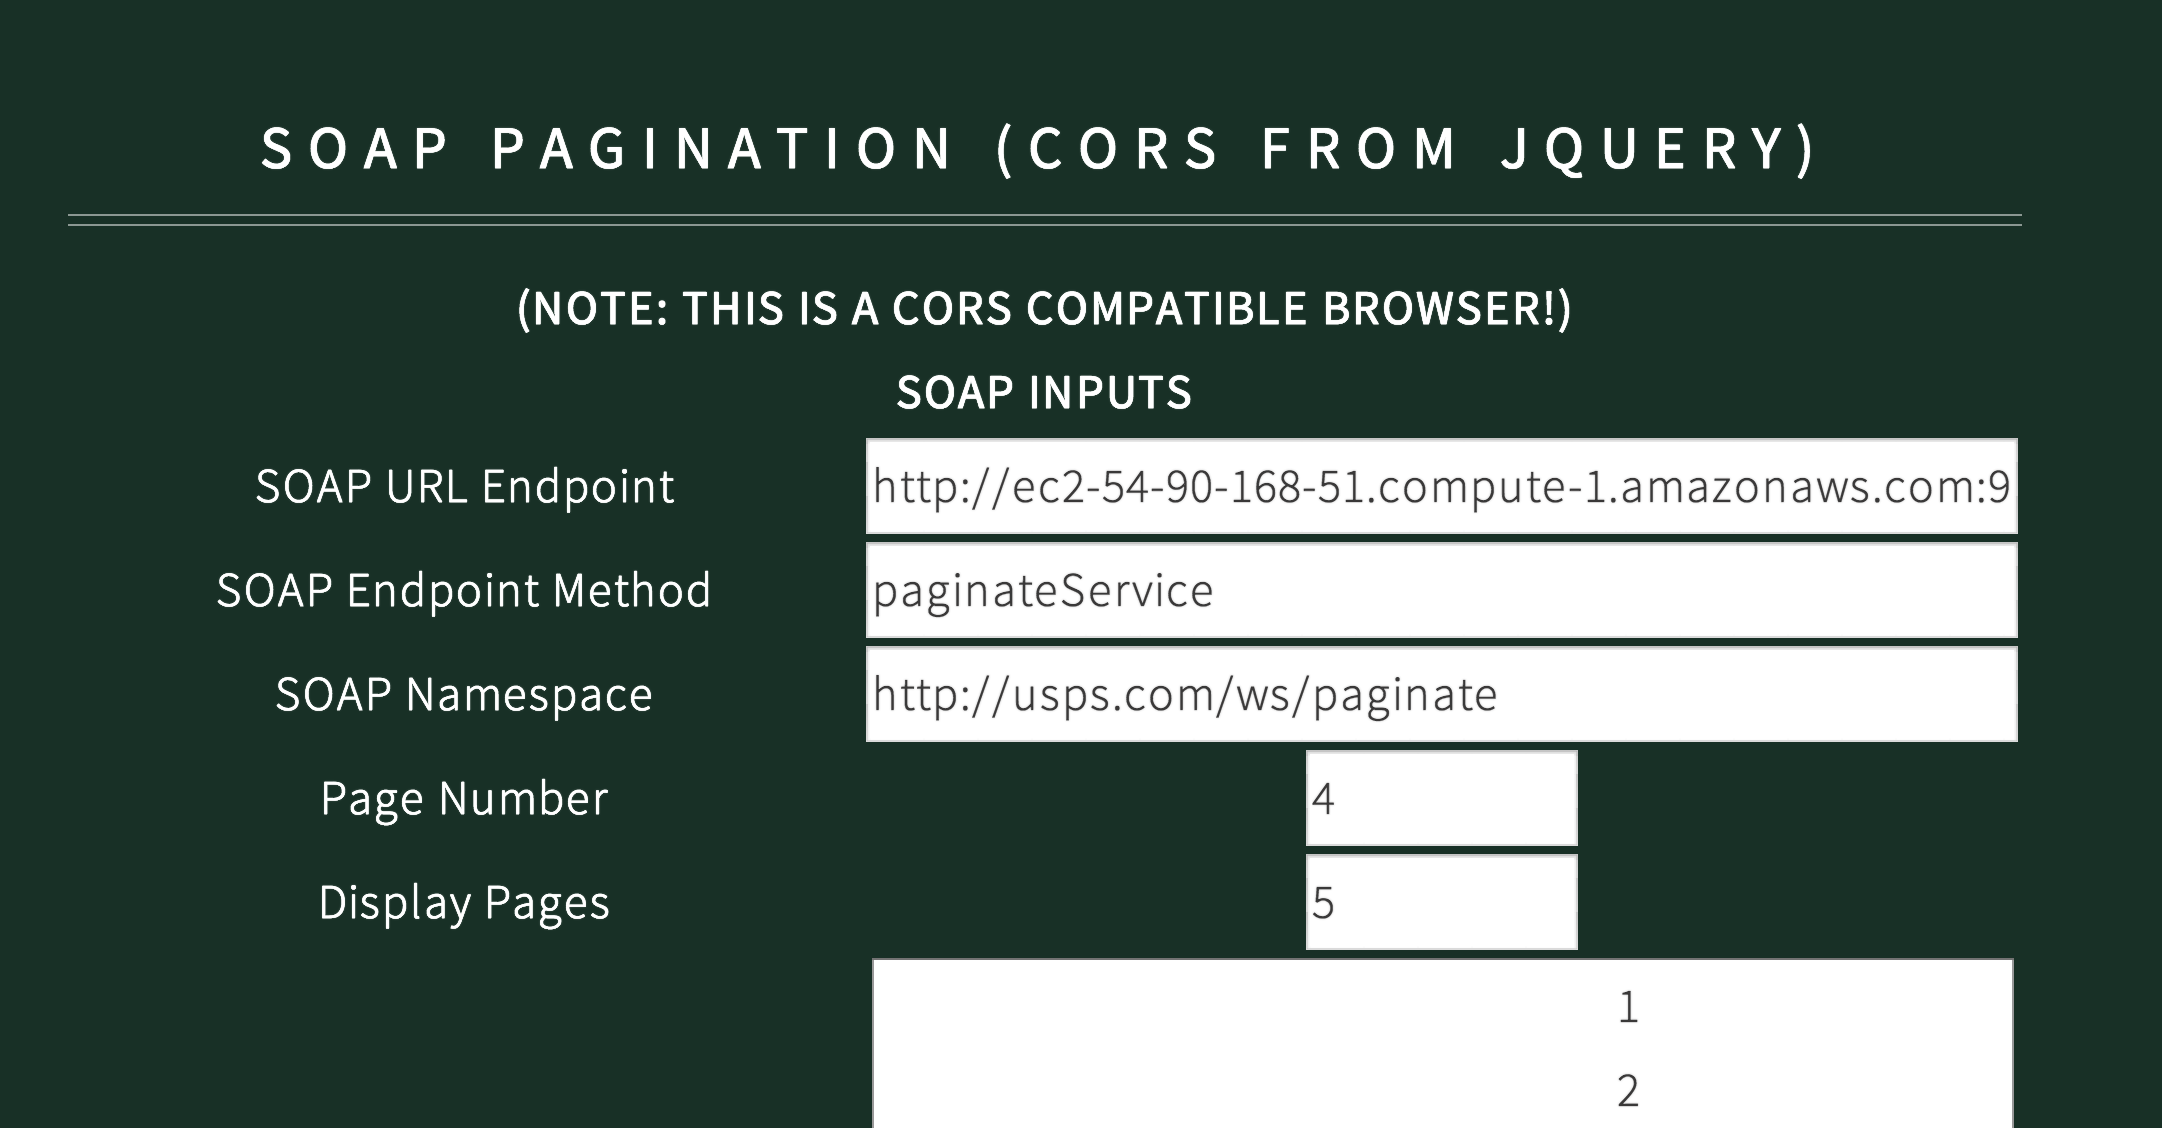 SOAP PAGINATION (CORS FROM JQUERY)
(NOTE: THIS IS A CORS COMPATIBLE BROWSER!)
SOAP INPUTS
SOAP URL Endpoint http://ec2-54-90-168-51.compute-1.amazonaws.com:9
SOAP Endpoint Method paginateService
SOAP Namespace http://usps.com/ws/paginate
Page Number 4
Display Pages 5
1
2